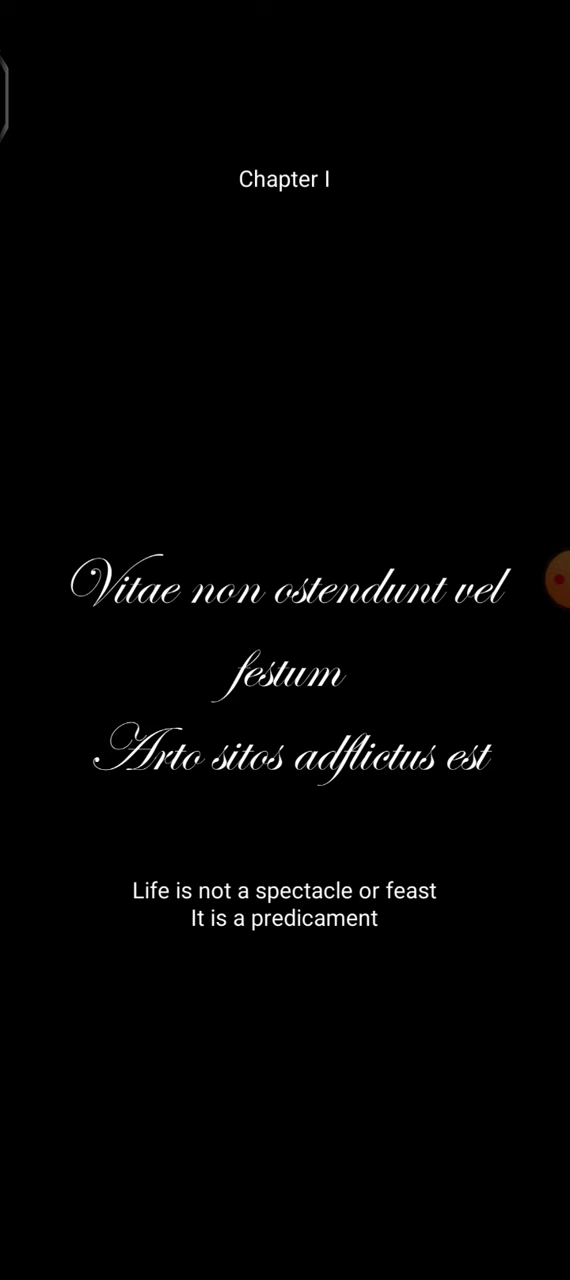 Chapter I
Vitae non ostendunt vel
festum
Arto sitos adflictus est
Life is not a spectacle or feast
It is a predicament